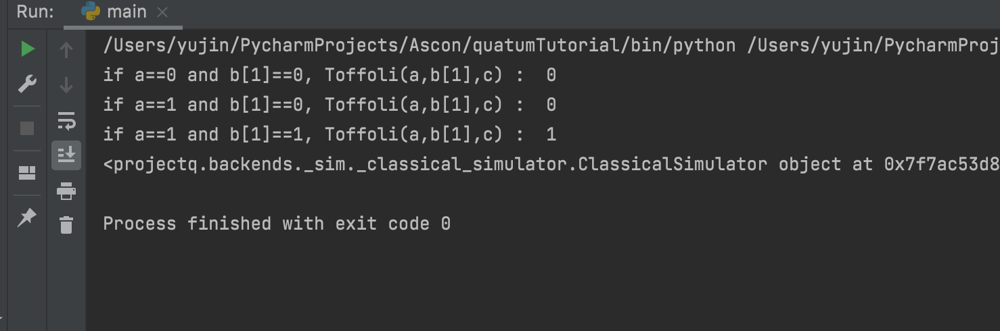 Run: main
/Users/yujin/PycharmProjects/Ascon/quatumTutorial/bin/python /Users/yujin/PycharmProj
if a==0 and b[1]==0, Toffoli(a,b[1],c) :  0
if a==1 and b[1]==0, Toffoli(a,b[1],c) :  0
if a==1 and b[1]==1, Toffoli(a,b[1],c) :  1
<projectq.backends._sim._classical_simulator.ClassicalSimulator object at 0x7f7ac53d8
Process finished with exit code 0